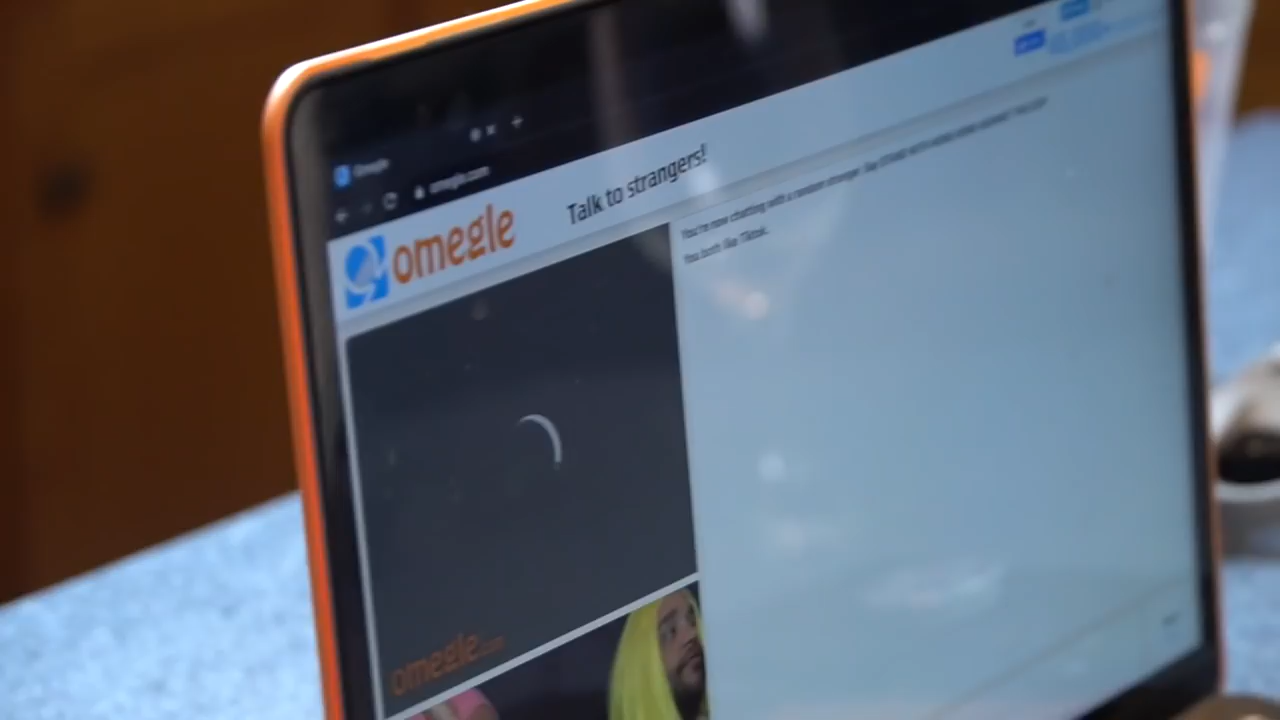 Omegle
omegle.com
omegle
Talk to strangers!
You're now chatting with a random stranger.
You both like Tiktok.
omegle.com